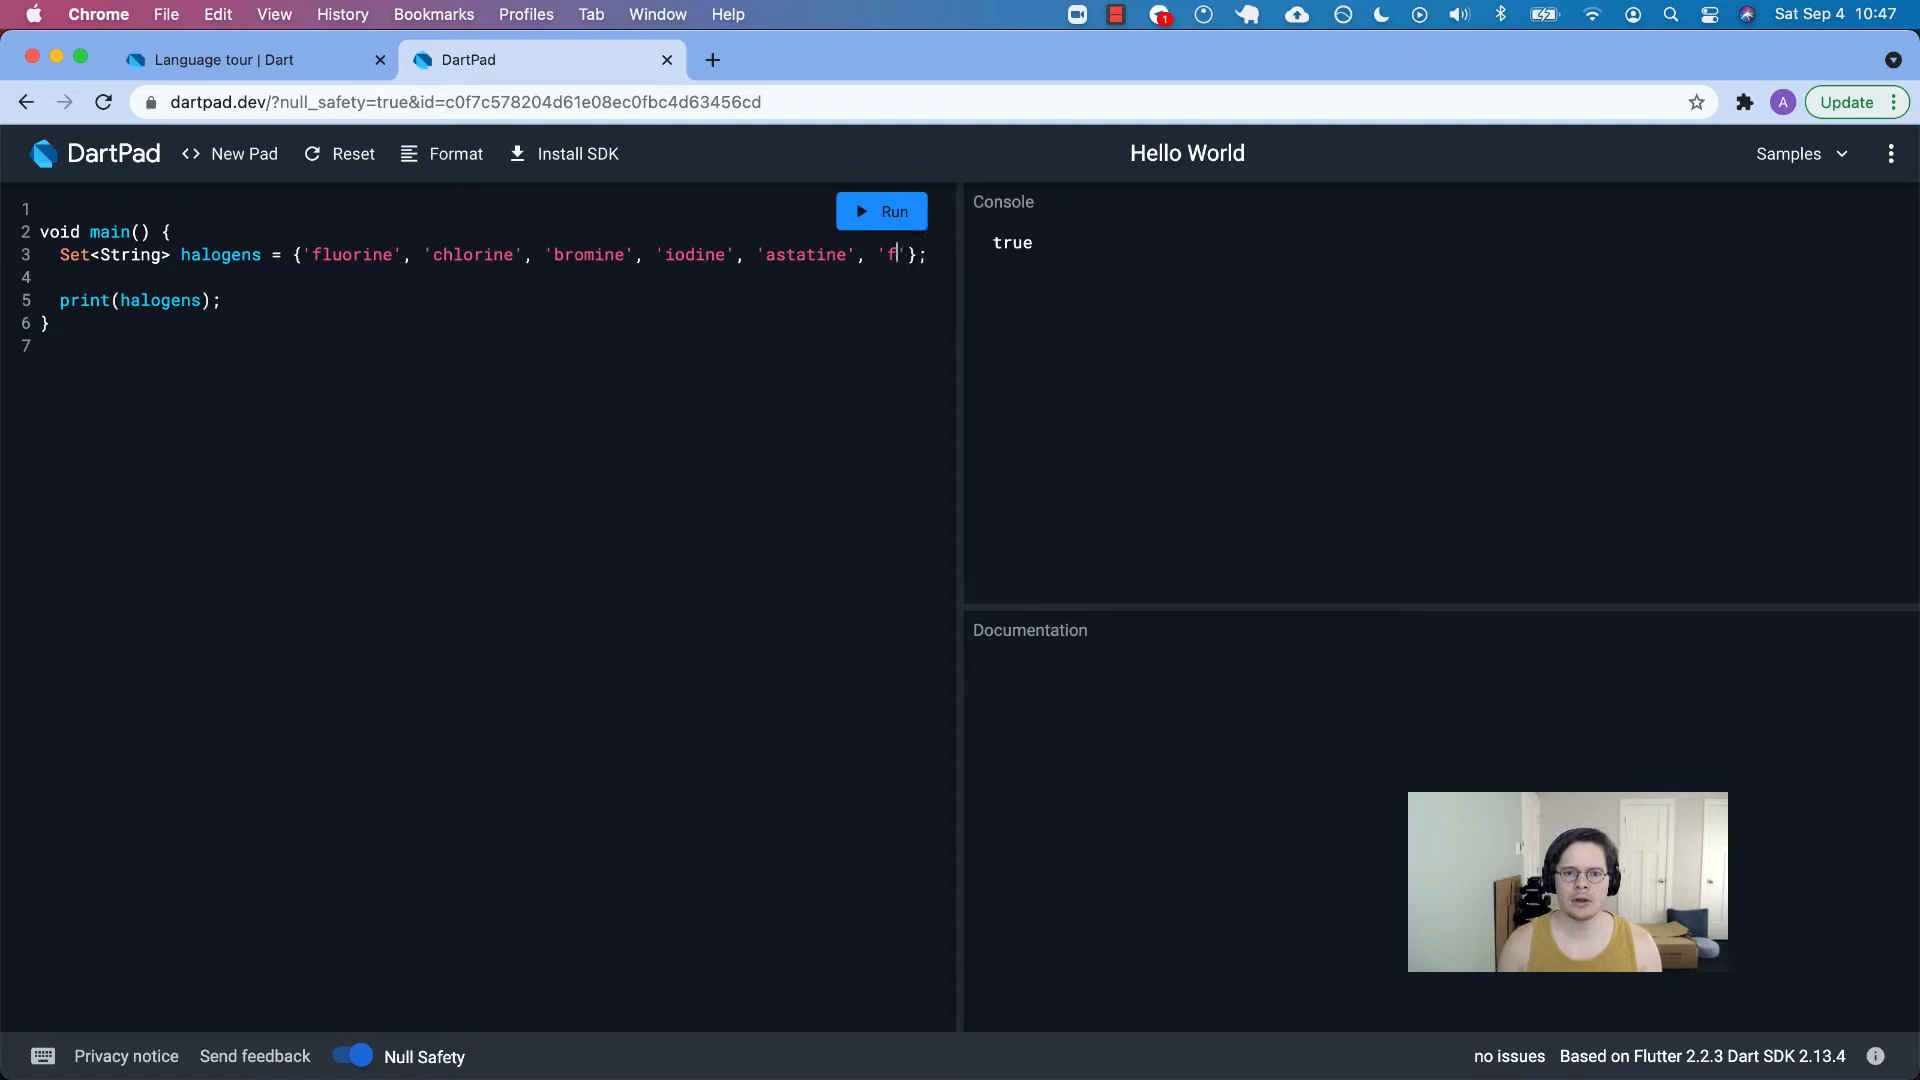 Chrome File Edit View History Bookmarks Profiles Tab Window Help 1 Sat Sep 4 10:47
Language tour | Dart DartPad
dartpad.dev/?null_safety=true&id=c0f7c578204d61e08ec0fbc4d63456cd A Update
DartPad <> New Pad Reset Format Install SDK Hello World Samples
Run
Console
1
2 void main() {
3 Set<String> halogens = {'fluorine', 'chlorine', 'bromine', 'iodine', 'astatine', 'f'};
4
5 print(halogens);
6 }
7
true
Documentation
Privacy notice Send feedback Null Safety no issues Based on Flutter 2.2.3 Dart SDK 2.13.4